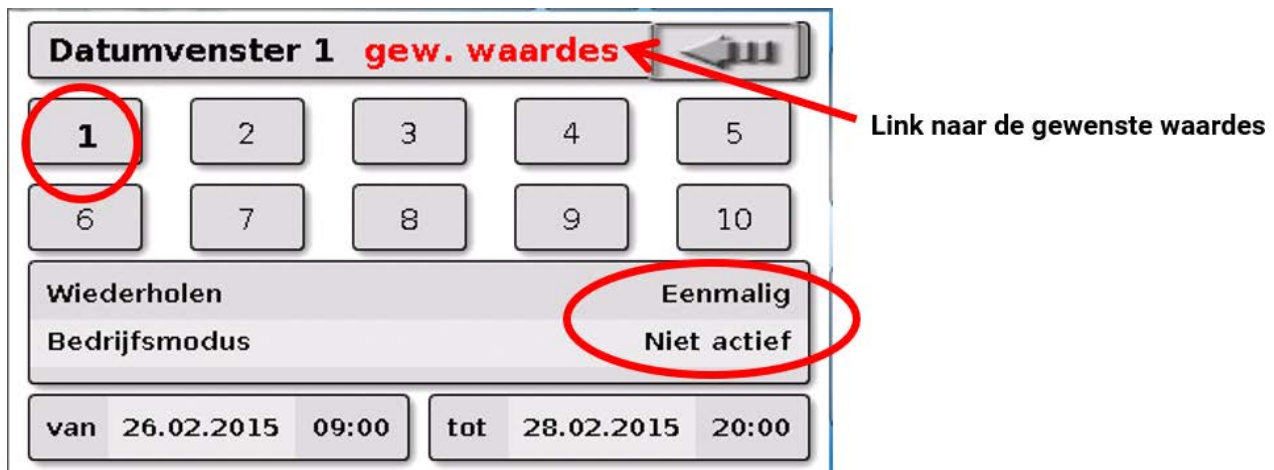 Datumvenster 1 gew. waardes
Link naar de gewenste waardes
1 2 3 4 5
6 7 8 9 10
Wiederholen Eenmalig
Bedrijfsmodus Niet actief
van 26.02.2015 09:00 tot 28.02.2015 20:00